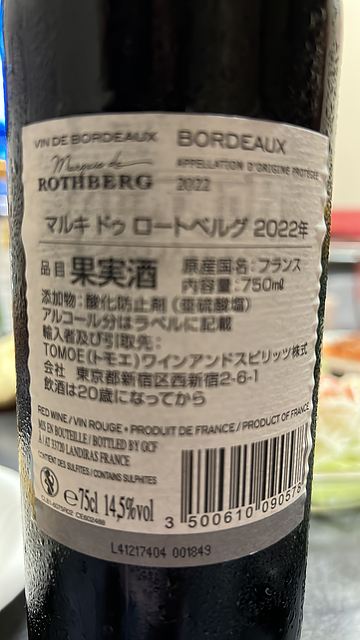 VIN DE BORDEAUX
Marquis de
ROTHBERG
BORDEAUX
APPELLATION D'ORIGINE PROTÉGÉE
2022
マルキ ドゥ ロートベルグ 2022年
品目 果実酒
原産国名：フランス
内容量：750mℓ
添加物：酸化防止剤（亜硫酸塩）
アルコール分はラベルに記載
輸入者及び引取先：
TOMOE(トモエ)ワインアンドスピリッツ株式
会社 東京都新宿区西新宿2-6-1
飲酒は20歳になってから
RED WINE / VIN ROUGE • PRODUIT DE FRANCE / PRODUCT OF FRANCE
MIS EN BOUTEILLE / BOTTLED BY GCF
À / AT 33720 LANDIRAS FRANCE
CONTIENT DES SULFITES / CONTAINS SULPHITES
℮75cl 14,5%vol
3 500610 090578
L41217404 001849